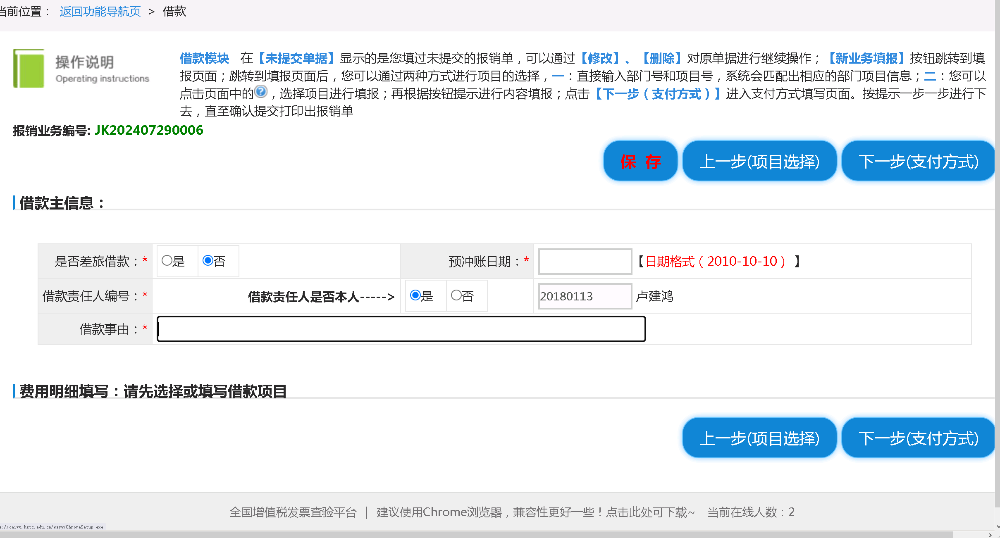 当前位置： 返回功能导航页 > 借款
操作说明
Operating instructions
借款模块 在【未提交单据】显示的是您填过未提交的报销单，可以通过【修改】、【删除】对原单据进行继续操作；【新业务填报】按钮跳转到填
报页面；跳转到填报页面后，您可以通过两种方式进行项目的选择，一：直接输入部门号和项目号，系统会匹配出相应的部门项目信息；二：您可以
点击页面中的?，选择项目进行填报；再根据按钮提示进行内容填报；点击【下一步（支付方式）】进入支付方式填写页面。按提示一步一步进行下
去，直至确认提交打印出报销单
报销业务编号: JK202407290006
保 存 上一步(项目选择) 下一步(支付方式)
借款主信息：
是否差旅借款：* 是 否 预冲账日期：* 【日期格式（2010-10-10）】
借款责任人编号：* 借款责任人是否本人-----> 是 否 20180113 卢建鸿
借款事由：*
费用明细填写：请先选择或填写借款项目
上一步(项目选择) 下一步(支付方式)
全国增值税发票查验平台 | 建议使用Chrome浏览器，兼容性更好一些！点击此处可下载~ 当前在线人数：2
s://caiwu.hstc.edu.cn/wsyy/ChromeSetup.exe